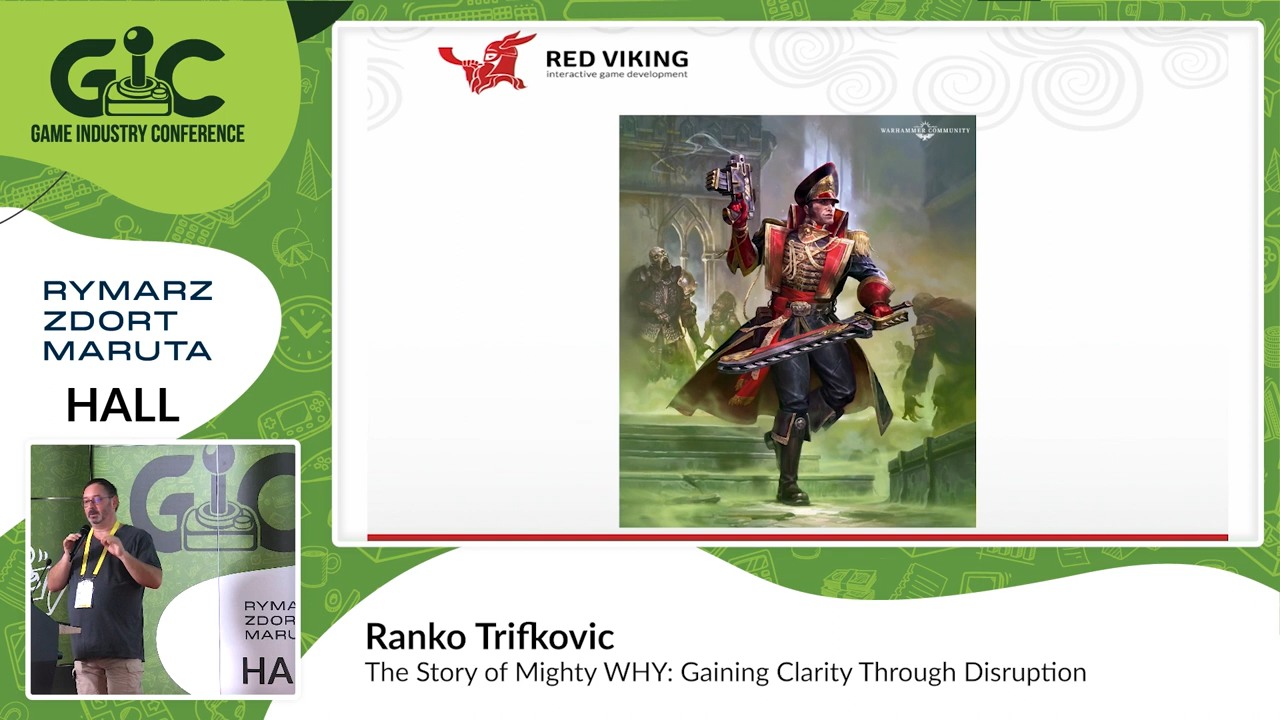 GIC
GAME INDUSTRY CONFERENCE
RYMARZ
ZDORT
MARUTA
HALL
RED VIKING
interactive game development
WARHAMMER COMMUNITY
GIC
RYMA
ZDOR
MARU
HA
Ranko Trifkovic
The Story of Mighty WHY: Gaining Clarity Through Disruption